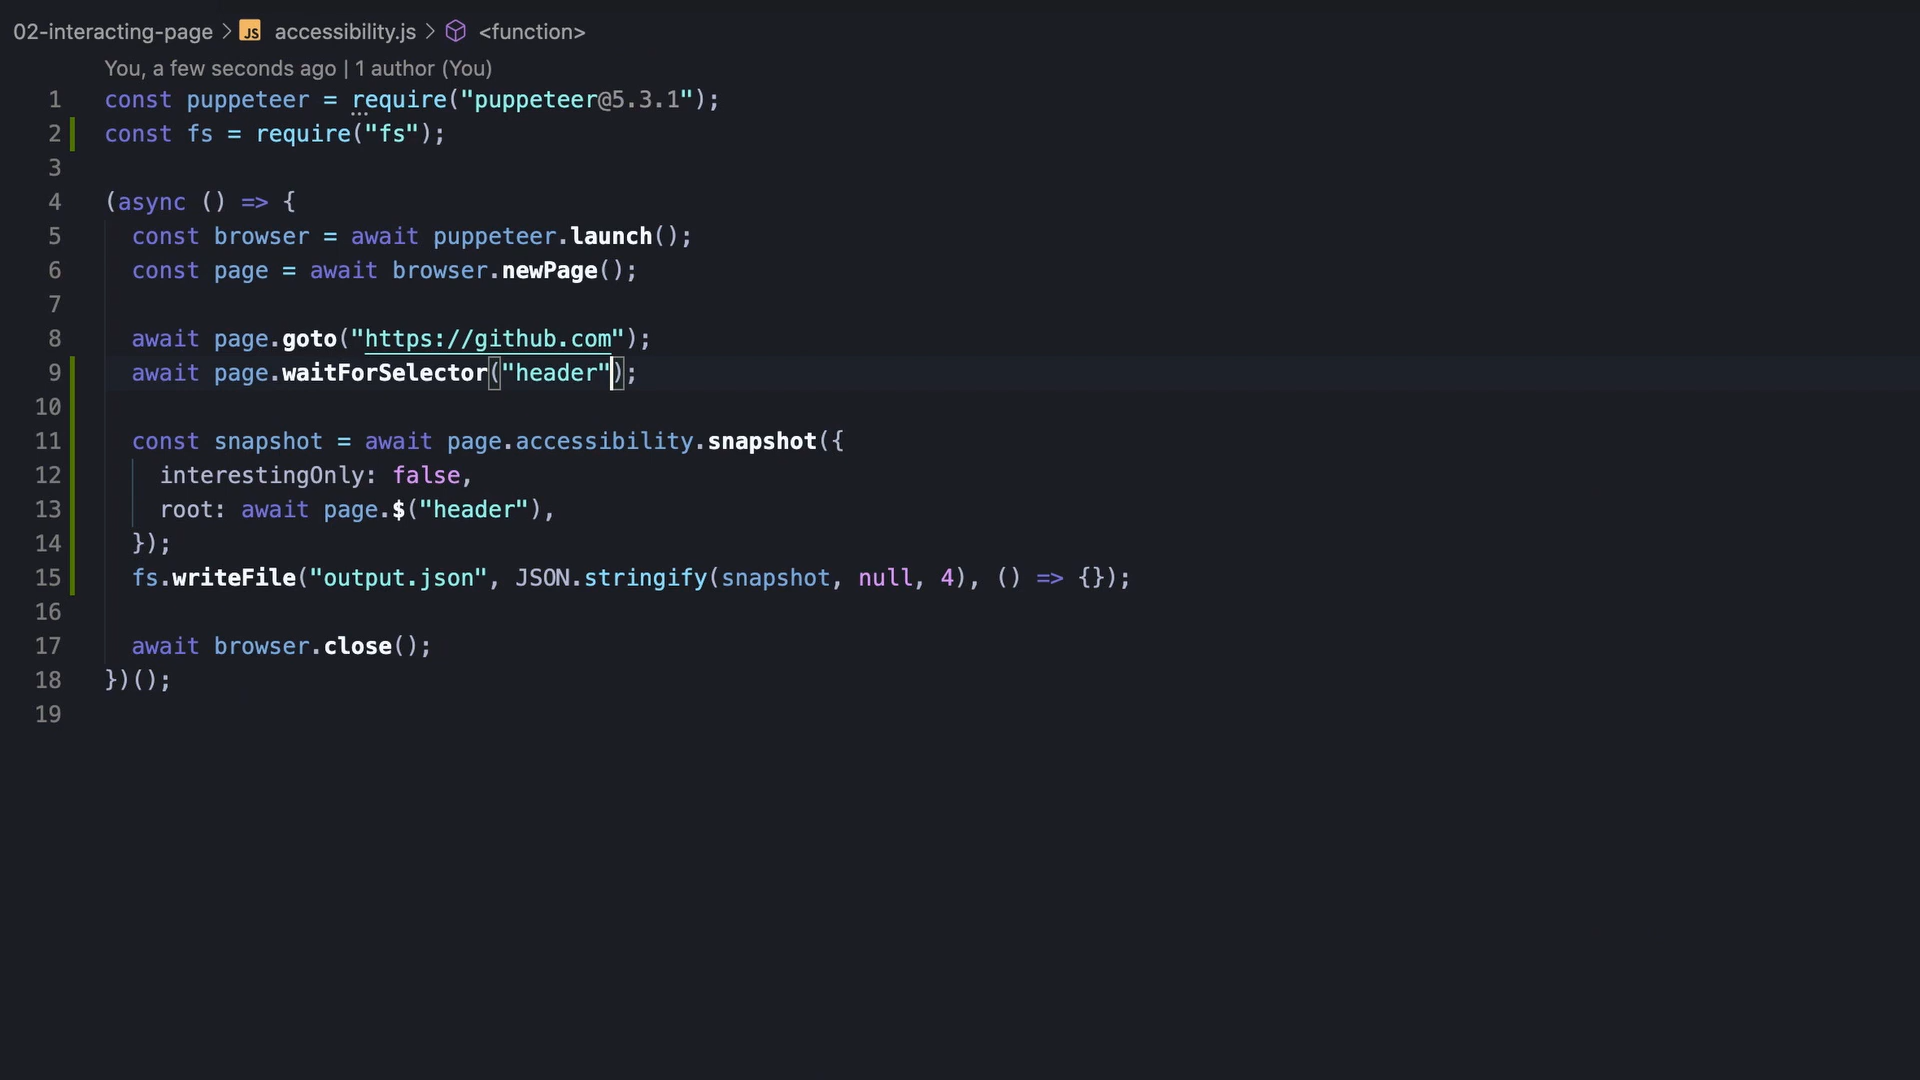 02-interacting-page > JS accessibility.js > <function>
You, a few seconds ago | 1 author (You)
1 const puppeteer = require("puppeteer@5.3.1");
2 const fs = require("fs");
3
4 (async () => {
5   const browser = await puppeteer.launch();
6   const page = await browser.newPage();
7
8   await page.goto("https://github.com");
9   await page.waitForSelector("header");
10
11   const snapshot = await page.accessibility.snapshot({
12     interestingOnly: false,
13     root: await page.$("header"),
14   });
15   fs.writeFile("output.json", JSON.stringify(snapshot, null, 4), () => {});
16
17   await browser.close();
18 })();
19